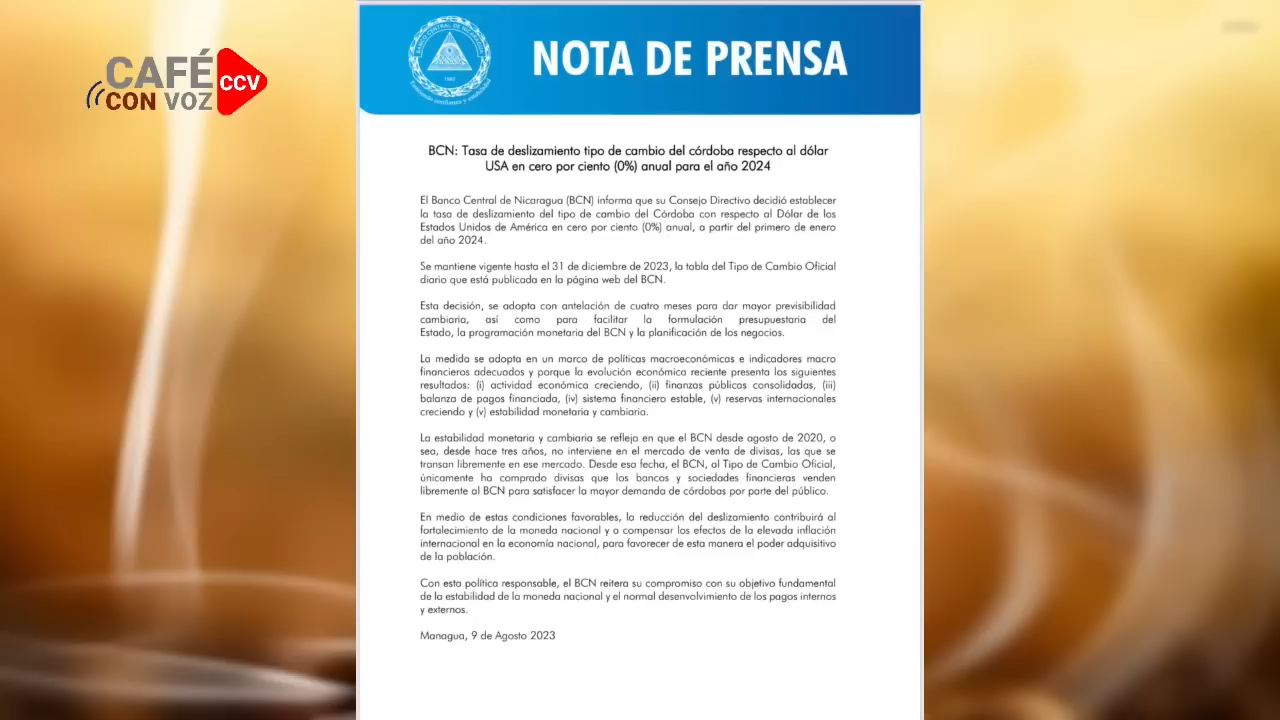 CAFÉ
CON VOZ
CCV
BANCO CENTRAL DE NICARAGUA
1960
NOTA DE PRENSA
BCN: Tasa de deslizamiento tipo de cambio del córdoba respecto al dólar
USA en cero por ciento (0%) anual para el año 2024
El Banco Central de Nicaragua (BCN) informa que su Consejo Directivo decidió establecer
la tasa de deslizamiento del tipo de cambio del Córdoba con respecto al Dólar de los
Estados Unidos de América en cero por ciento (0%) anual, a partir del primero de enero
del año 2024.
Se mantiene vigente hasta el 31 de diciembre de 2023, la tabla del Tipo de Cambio Oficial
diario que está publicada en la página web del BCN.
Esta decisión, se adopta con antelación de cuatro meses para dar mayor previsibilidad
cambiaria, así como para facilitar la formulación presupuestaria del
Estado, la programación monetaria del BCN y la planificación de los negocios.
La medida se adopta en un marco de políticas macroeconómicas e indicadores macro
financieros adecuados y porque la evolución económica reciente presenta los siguientes
resultados: (i) actividad económica creciendo, (ii) finanzas públicas consolidadas, (iii)
balanza de pagos financiada, (iv) sistema financiero estable, (v) reservas internacionales
creciendo y (v) estabilidad monetaria y cambiaria.
La estabilidad monetaria y cambiaria se refleja en que el BCN desde agosto de 2020, o
sea, desde hace tres años, no interviene en el mercado de venta de divisas, las que se
transan libremente en ese mercado. Desde esa fecha, el BCN, al Tipo de Cambio Oficial,
únicamente ha comprado divisas que los bancos y sociedades financieras venden
libremente al BCN para satisfacer la mayor demanda de córdobas por parte del público.
En medio de estas condiciones favorables, la reducción del deslizamiento contribuirá al
fortalecimiento de la moneda nacional y a compensar los efectos de la elevada inflación
internacional en la economía nacional, para favorecer de esta manera el poder adquisitivo
de la población.
Con esta política responsable, el BCN reitera su compromiso con su objetivo fundamental
de la estabilidad de la moneda nacional y el normal desenvolvimiento de los pagos internos
y externos.
Managua, 9 de Agosto 2023